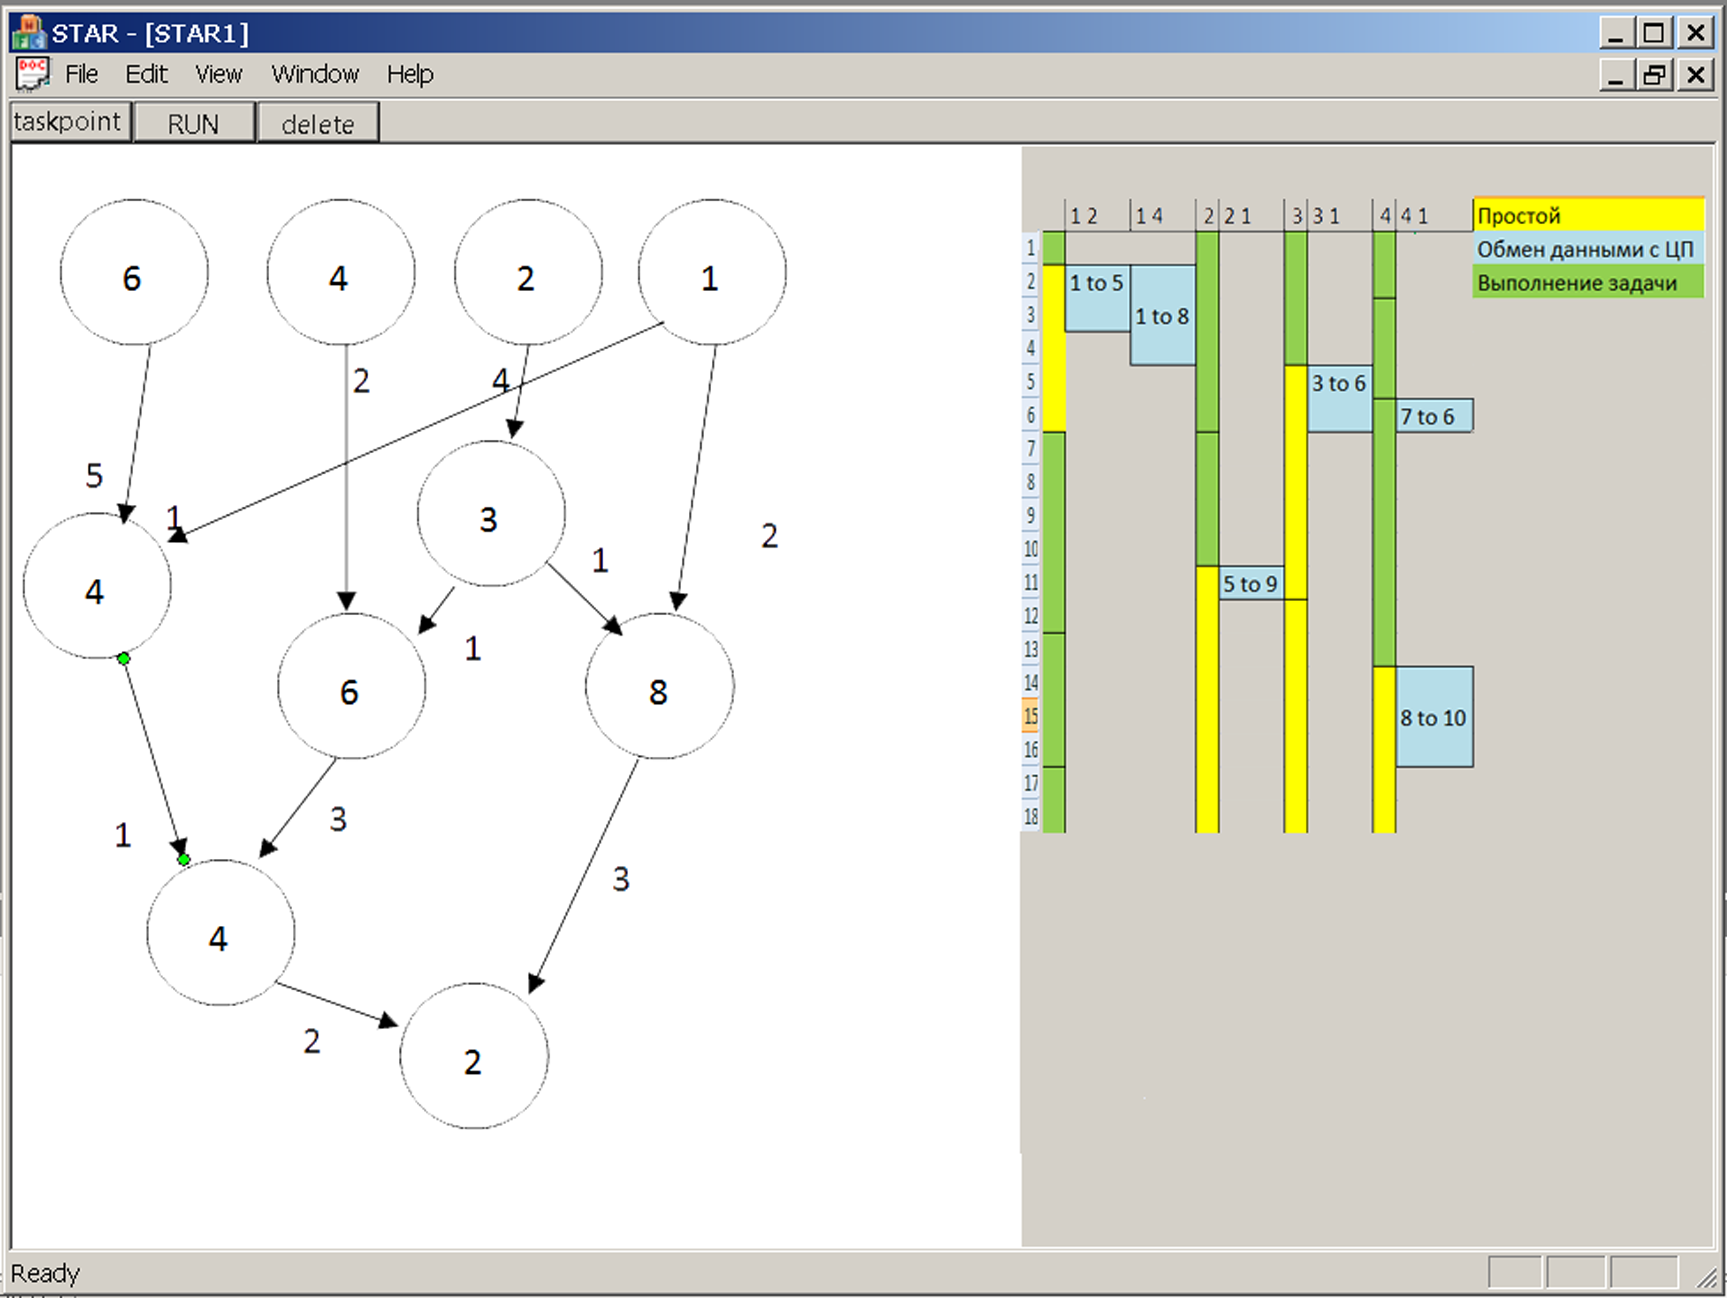 STAR - [STAR1]
DOC File Edit View Window Help
taskpoint RUN delete
6 4 2 1
2 4
5 1
3
1 2
4
1
6 8
3
1
3
4
2
2
1 2 1 4 2 2 1 3 3 1 4 4 1 Простой
Обмен данными с ЦП
Выполнение задачи
1
2 1 to 5
3 1 to 8
4
5 3 to 6
6 7 to 6
7
8
9
10
11 5 to 9
12
13
14
15 8 to 10
16
17
18
Ready